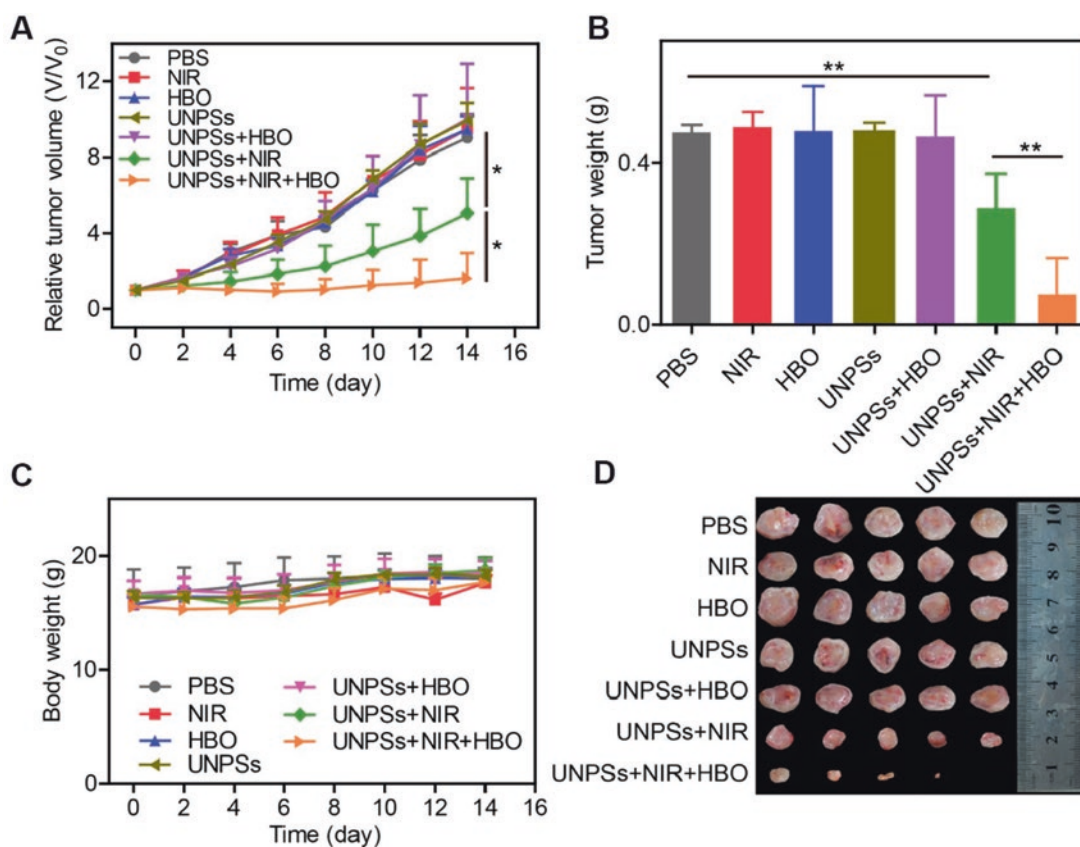 A
Relative tumor volume (V/V₀)
12
8
4
0
PBS
NIR
HBO
UNPSs
UNPSs+HBO
UNPSs+NIR
UNPSs+NIR+HBO
*
*
0 2 4 6 8 10 12 14 16
Time (day)
B
Tumor weight (g)
0.4
0.0
**
**
PBS
NIR
HBO
UNPSs
UNPSs+HBO
UNPSs+NIR
UNPSs+NIR+HBO
C
Body weight (g)
20
10
0
PBS
NIR
HBO
UNPSs
UNPSs+HBO
UNPSs+NIR
UNPSs+NIR+HBO
0 2 4 6 8 10 12 14 16
Time (day)
D
PBS
NIR
HBO
UNPSs
UNPSs+HBO
UNPSs+NIR
UNPSs+NIR+HBO
10
9
8
7
6
5
4
3
2
1